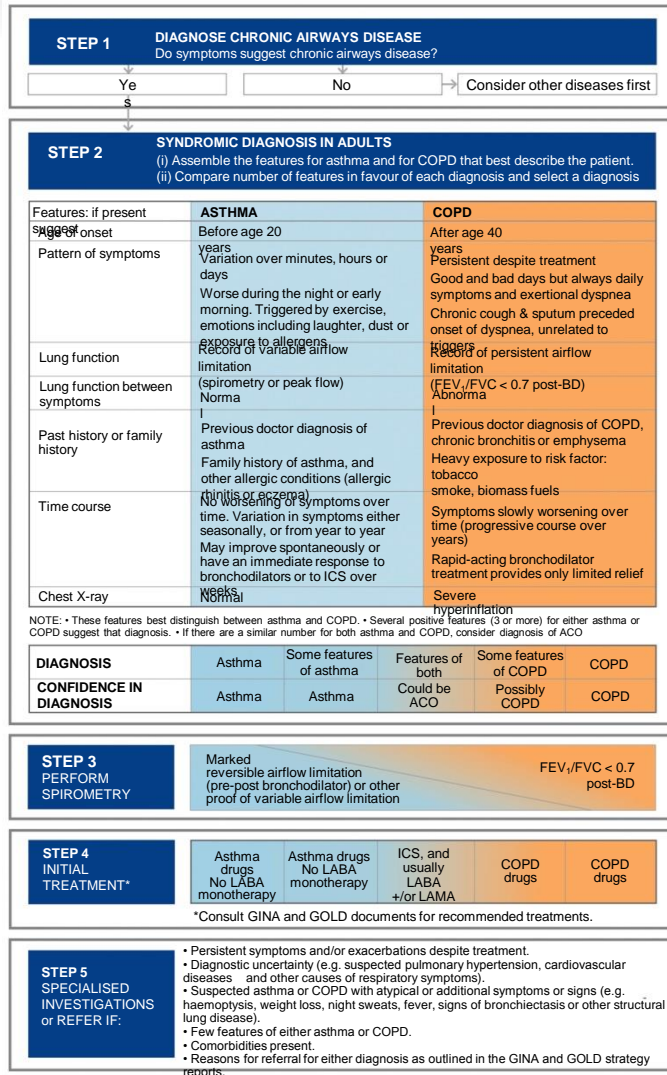 STEP 1
DIAGNOSE CHRONIC AIRWAYS DISEASE
Do symptoms suggest chronic airways disease?
Ye
s
No
Consider other diseases first
STEP 2
SYNDROMIC DIAGNOSIS IN ADULTS
(i) Assemble the features for asthma and for COPD that best describe the patient.
(ii) Compare number of features in favour of each diagnosis and select a diagnosis
Features: if present
suggest
ASTHMA
COPD
Age of onset
Before age 20
years
After age 40
years
Pattern of symptoms
Variation over minutes, hours or
days
Worse during the night or early
morning. Triggered by exercise,
emotions including laughter, dust or
exposure to allergens
Persistent despite treatment
Good and bad days but always daily
symptoms and exertional dyspnea
Chronic cough & sputum preceded
onset of dyspnea, unrelated to
triggers
Lung function
Record of variable airflow
limitation
(spirometry or peak flow)
Record of persistent airflow
limitation
(FEV₁/FVC < 0.7 post-BD)
Lung function between
symptoms
Norma
l
Abnorma
l
Past history or family
history
Previous doctor diagnosis of
asthma
Family history of asthma, and
other allergic conditions (allergic
rhinitis or eczema)
Previous doctor diagnosis of COPD,
chronic bronchitis or emphysema
Heavy exposure to risk factor:
tobacco
smoke, biomass fuels
Time course
No worsening of symptoms over
time. Variation in symptoms either
seasonally, or from year to year
May improve spontaneously or
have an immediate response to
bronchodilators or to ICS over
weeks
Symptoms slowly worsening over
time (progressive course over
years)
Rapid-acting bronchodilator
treatment provides only limited relief
Chest X-ray
Normal
Severe
hyperinflation
NOTE: • These features best distinguish between asthma and COPD. • Several positive features (3 or more) for either asthma or
COPD suggest that diagnosis. • If there are a similar number for both asthma and COPD, consider diagnosis of ACO
DIAGNOSIS
Asthma
Some features
of asthma
Features of
both
Some features
of COPD
COPD
CONFIDENCE IN
DIAGNOSIS
Asthma
Asthma
Could be
ACO
Possibly
COPD
COPD
STEP 3
PERFORM
SPIROMETRY
Marked
reversible airflow limitation
(pre-post bronchodilator) or other
proof of variable airflow limitation
FEV₁/FVC < 0.7
post-BD
STEP 4
INITIAL
TREATMENT*
Asthma
drugs
No LABA
monotherapy
Asthma drugs
No LABA
monotherapy
ICS, and
usually
LABA
+/or LAMA
COPD
drugs
COPD
drugs
*Consult GINA and GOLD documents for recommended treatments.
STEP 5
SPECIALISED
INVESTIGATIONS
or REFER IF:
• Persistent symptoms and/or exacerbations despite treatment.
• Diagnostic uncertainty (e.g. suspected pulmonary hypertension, cardiovascular
diseases and other causes of respiratory symptoms).
• Suspected asthma or COPD with atypical or additional symptoms or signs (e.g.
haemoptysis, weight loss, night sweats, fever, signs of bronchiectasis or other structural
lung disease).
• Few features of either asthma or COPD.
• Comorbidities present.
• Reasons for referral for either diagnosis as outlined in the GINA and GOLD strategy
reports.